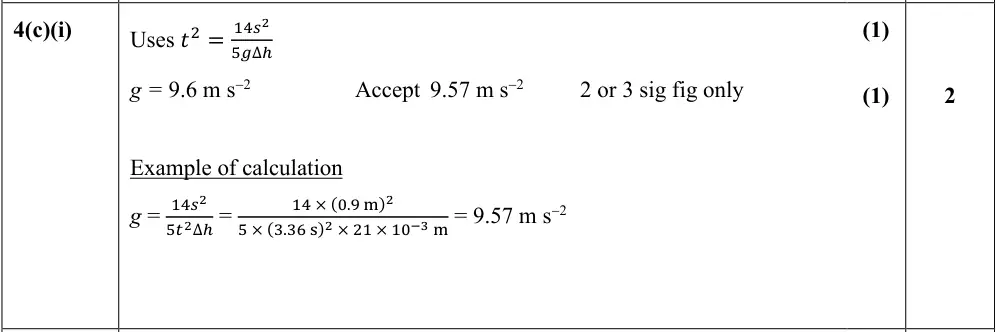 4(c)(i)
Uses t² = 14s²/5gΔh (1)
g = 9.6 m s⁻² Accept 9.57 m s⁻² 2 or 3 sig fig only (1) 2
Example of calculation
g = 14s²/5t²Δh = 14 × (0.9 m)²/5 × (3.36 s)² × 21 × 10⁻³ m = 9.57 m s⁻²